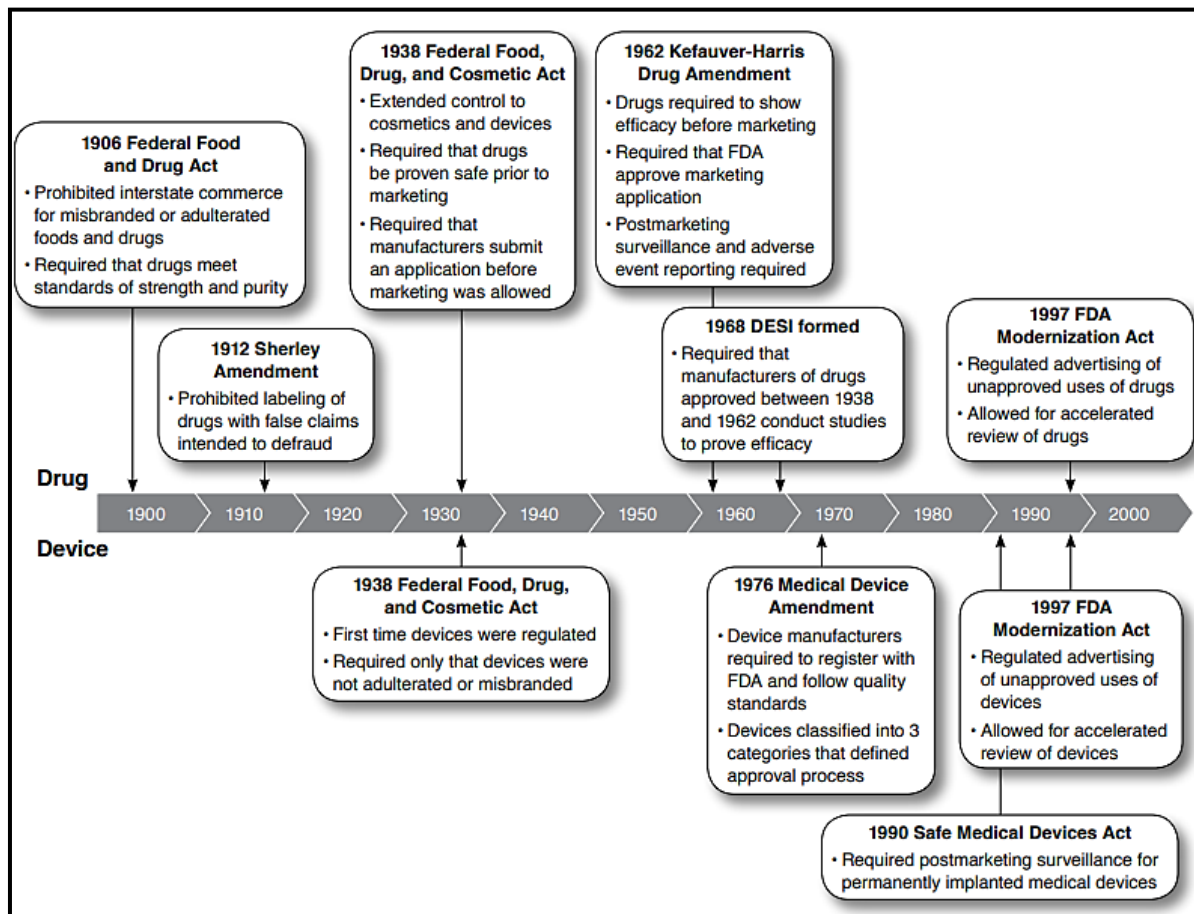 1906 Federal Food
and Drug Act
• Prohibited interstate commerce
for misbranded or adulterated
foods and drugs
• Required that drugs meet
standards of strength and purity
1912 Sherley
Amendment
• Prohibited labeling of
drugs with false claims
intended to defraud
1938 Federal Food,
Drug, and Cosmetic Act
• Extended control to
cosmetics and devices
• Required that drugs
be proven safe prior to
marketing
• Required that
manufacturers submit
an application before
marketing was allowed
1962 Kefauver-Harris
Drug Amendment
• Drugs required to show
efficacy before marketing
• Required that FDA
approve marketing
application
• Postmarketing
surveillance and adverse
event reporting required
1968 DESI formed
• Required that
manufacturers of drugs
approved between 1938
and 1962 conduct studies
to prove efficacy
1997 FDA
Modernization Act
• Regulated advertising of
unapproved uses of drugs
• Allowed for accelerated
review of drugs
Drug
1900 1910 1920 1930 1940 1950 1960 1970 1980 1990 2000
Device
1938 Federal Food, Drug,
and Cosmetic Act
• First time devices were regulated
• Required only that devices were
not adulterated or misbranded
1976 Medical Device
Amendment
• Device manufacturers
required to register with
FDA and follow quality
standards
• Devices classified into 3
categories that defined
approval process
1997 FDA
Modernization Act
• Regulated advertising
of unapproved uses of
devices
• Allowed for accelerated
review of devices
1990 Safe Medical Devices Act
• Required postmarketing surveillance for
permanently implanted medical devices